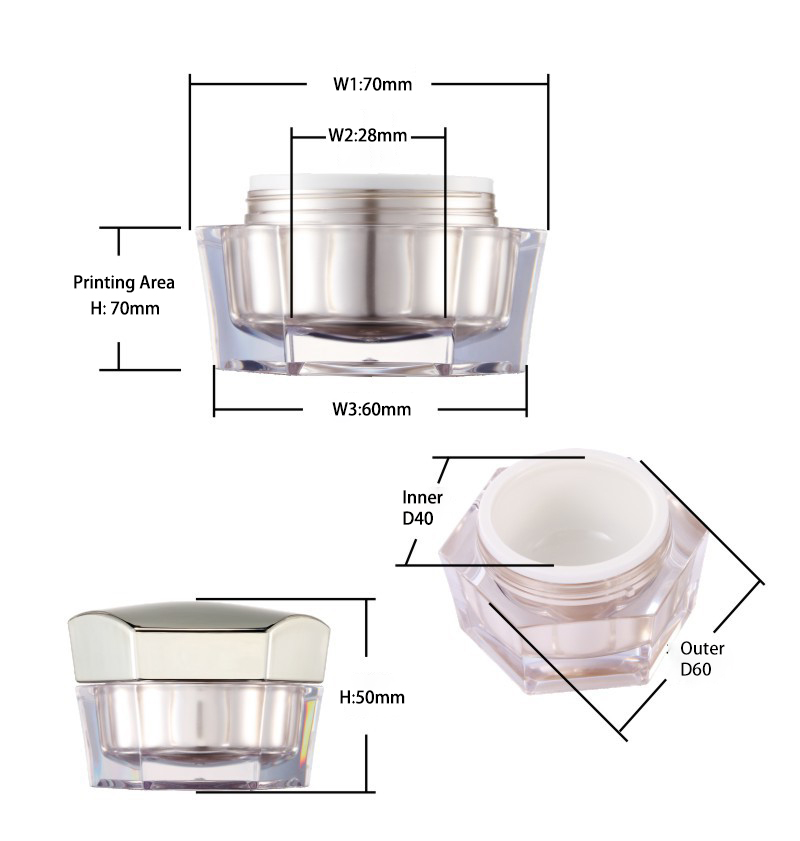 W1:70mm
W2:28mm
Printing Area
H: 70mm
W3:60mm
Inner
D40
Outer
D60
H:50mm